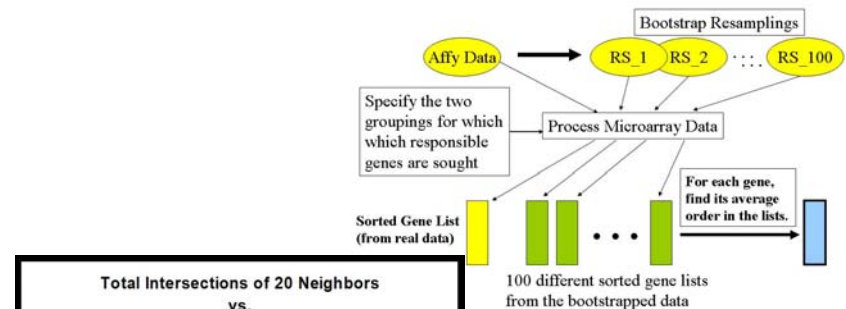 Bootstrap Resamplings
Affy Data
RS_1
RS_2
RS_100
Specify the two
groupings for which
which responsible
genes are sought
Process Microarray Data
For each gene,
find its average
order in the lists.
Sorted Gene List
(from real data)
100 different sorted gene lists
from the bootstrapped data
Total Intersections of 20 Neighbors
vs.